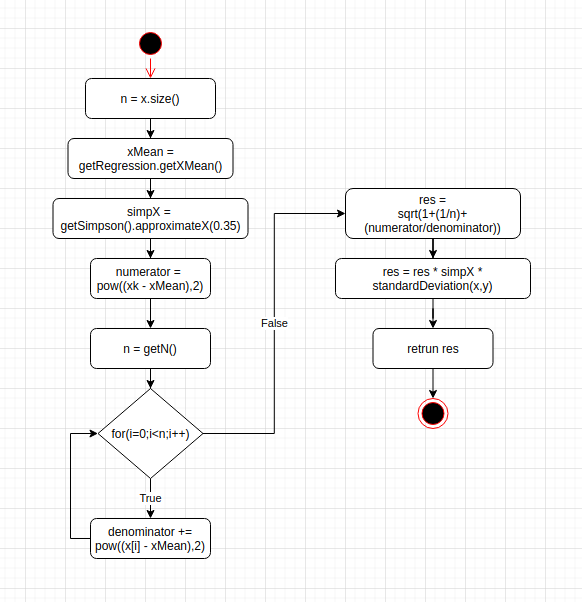 n = x.size()
xMean =
getRegression.getXMean()
simpX =
getSimpson().approximateX(0.35)
numerator =
pow((xk - xMean),2)
n = getN()
for(i=0;i<n;i++)
True
denominator +=
pow((x[i] - xMean),2)
False
res =
sqrt(1+(1/n)+
(numerator/denominator))
res = res * simpX *
standardDeviation(x,y)
retrun res